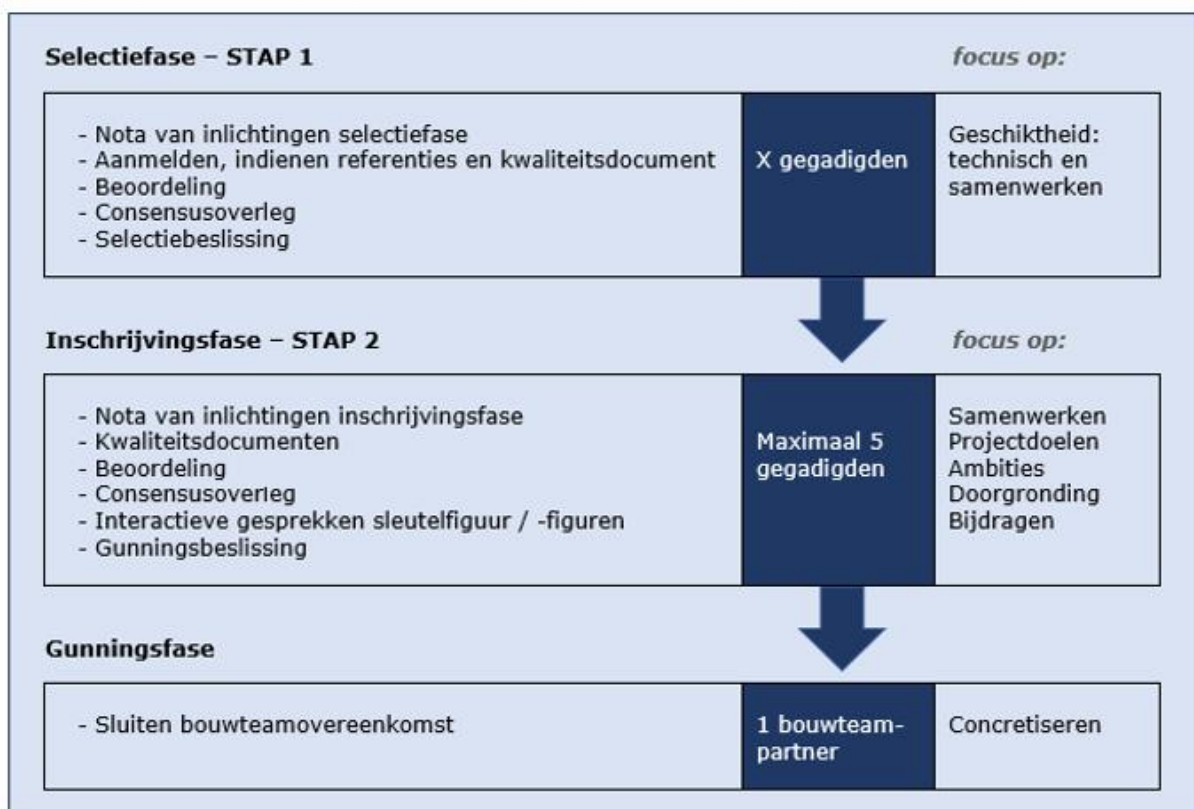 Selectiefase – STAP 1
focus op:
- Nota van inlichtingen selectiefase
- Aanmelden, indienen referenties en kwaliteitsdocument
- Beoordeling
- Consensusoverleg
- Selectiebeslissing
X gegadigden
Geschiktheid:
technisch en
samenwerken
Inschrijvingsfase – STAP 2
focus op:
- Nota van inlichtingen inschrijvingsfase
- Kwaliteitsdocumenten
- Beoordeling
- Consensusoverleg
- Interactieve gesprekken sleutelfiguur / -figuren
- Gunningsbeslissing
Maximaal 5
gegadigden
Samenwerken
Projectdoelen
Ambities
Doorgronding
Bijdragen
Gunningsfase
- Sluiten bouwteamovereenkomst
1 bouwteam-
partner
Concretiseren